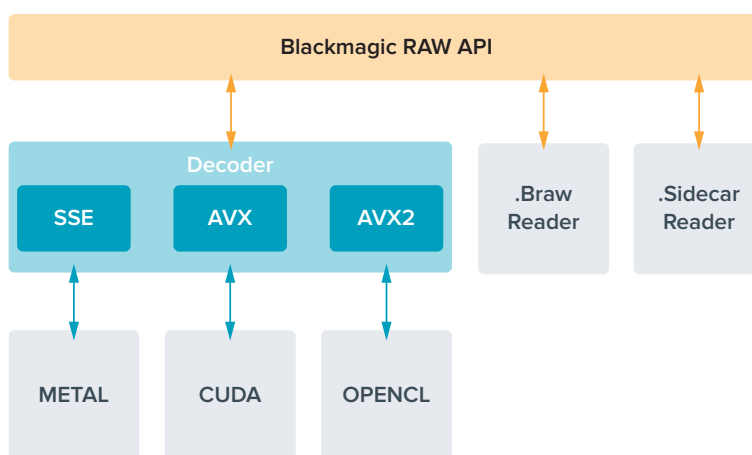 Blackmagic RAW API
Decoder
SSE
AVX
AVX2
.Braw
Reader
.Sidecar
Reader
METAL
CUDA
OPENCL